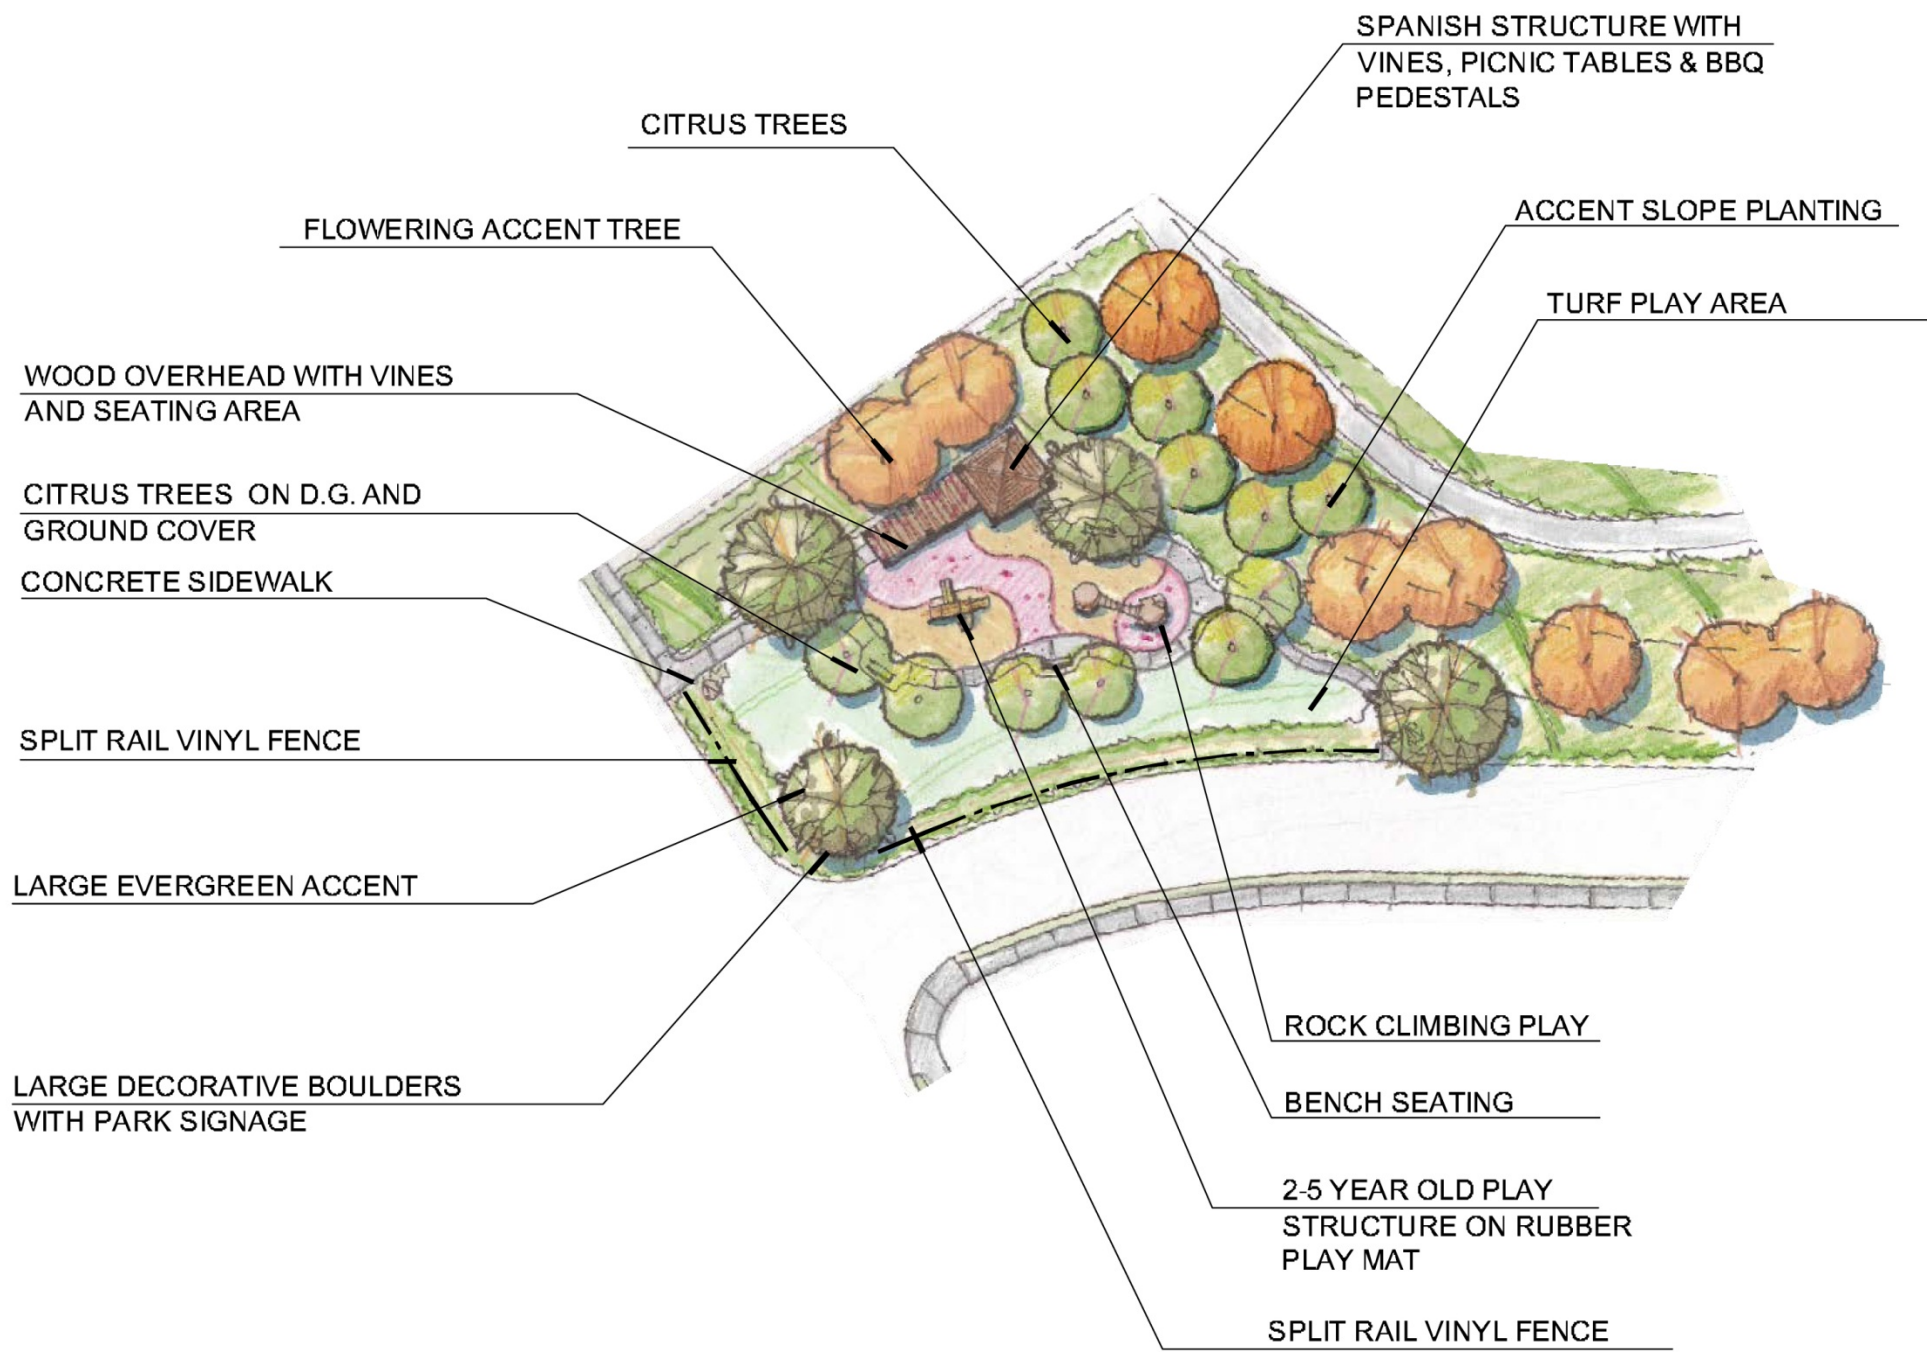 SPANISH STRUCTURE WITH
VINES, PICNIC TABLES & BBQ
PEDESTALS
CITRUS TREES
ACCENT SLOPE PLANTING
FLOWERING ACCENT TREE
TURF PLAY AREA
WOOD OVERHEAD WITH VINES
AND SEATING AREA
CITRUS TREES ON D.G. AND
GROUND COVER
CONCRETE SIDEWALK
SPLIT RAIL VINYL FENCE
LARGE EVERGREEN ACCENT
LARGE DECORATIVE BOULDERS
WITH PARK SIGNAGE
ROCK CLIMBING PLAY
BENCH SEATING
2-5 YEAR OLD PLAY
STRUCTURE ON RUBBER
PLAY MAT
SPLIT RAIL VINYL FENCE